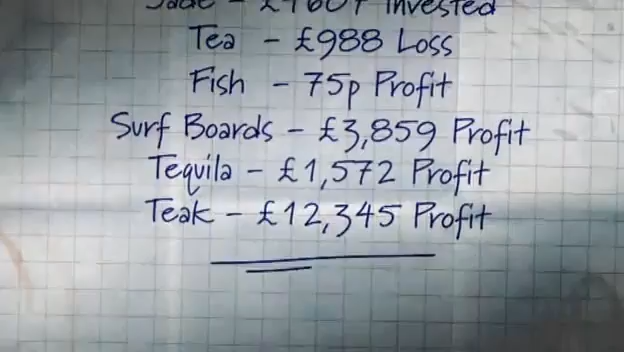 Invested
Tea - £988 Loss
Fish - 75p Profit
Surf Boards - £3,859 Profit
Tequila - £1,572 Profit
Teak - £12,345 Profit